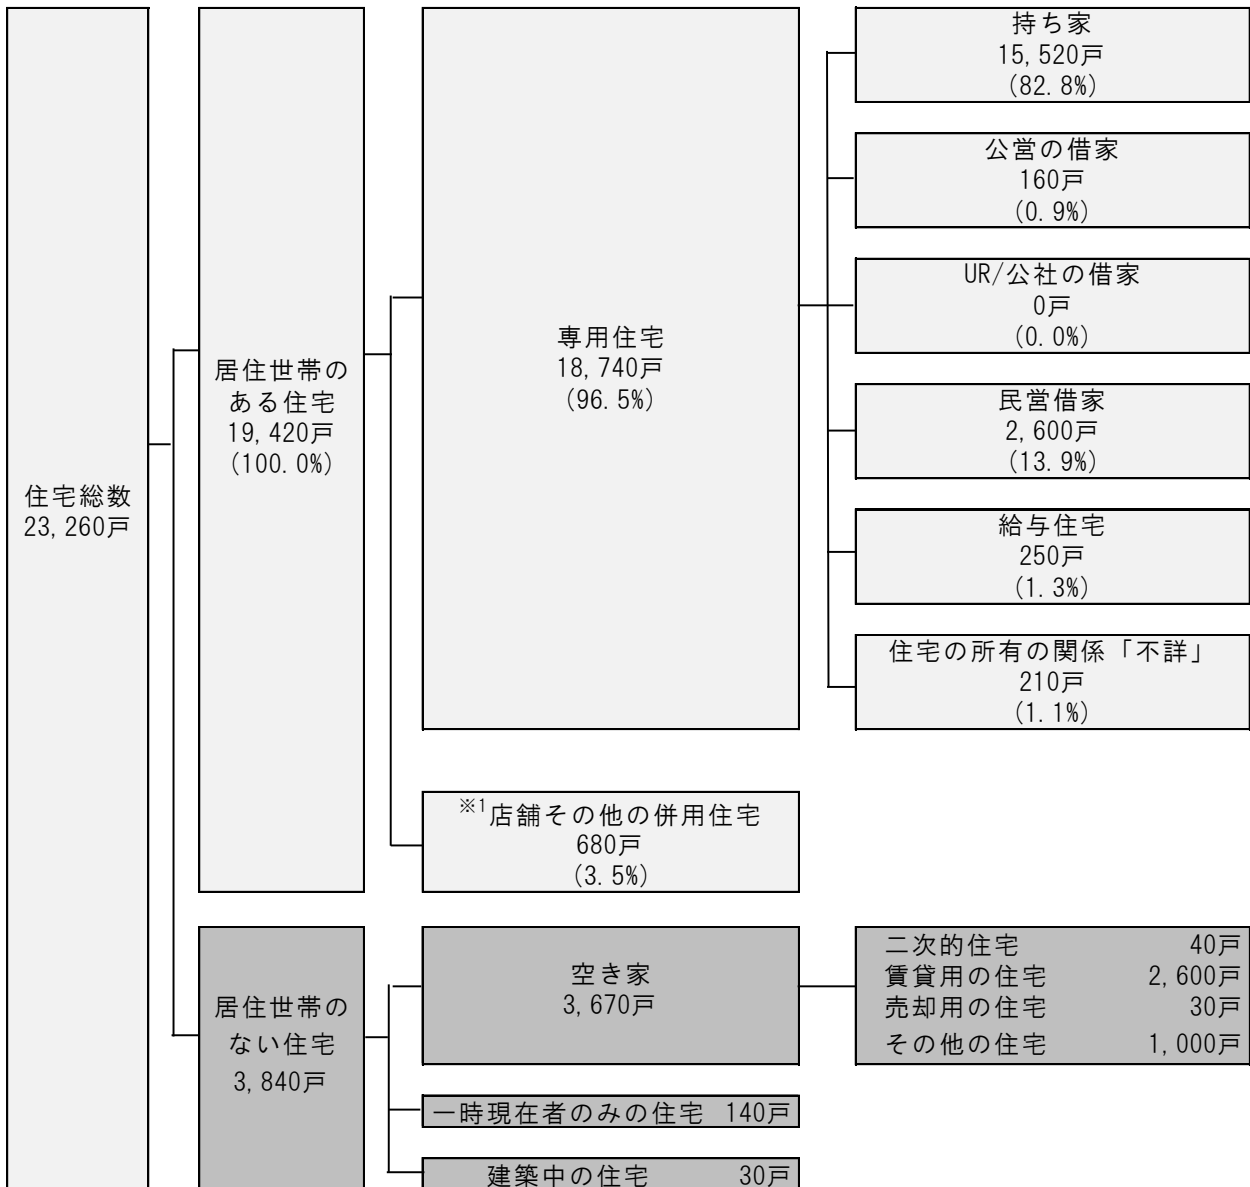 住宅総数
23,260戸
居住世帯の
ある住宅
19,420戸
(100.0%)
専用住宅
18,740戸
(96.5%)
持ち家
15,520戸
(82.8%)
公営の借家
160戸
(0.9%)
UR/公社の借家
0戸
(0.0%)
民営借家
2,600戸
(13.9%)
給与住宅
250戸
(1.3%)
住宅の所有の関係「不詳」
210戸
(1.1%)
※1店舗その他の併用住宅
680戸
(3.5%)
居住世帯の
ない住宅
3,840戸
空き家
3,670戸
二次的住宅 40戸
賃貸用の住宅 2,600戸
売却用の住宅 30戸
その他の住宅 1,000戸
一時現在者のみの住宅 140戸
建築中の住宅 30戸